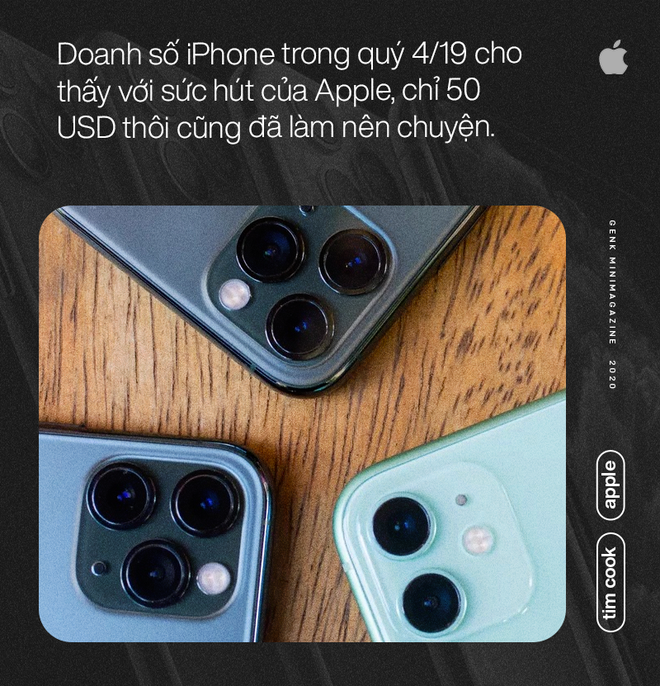 Doanh số iPhone trong quý 4/19 cho
thấy với sức hút của Apple, chỉ 50
USD thôi cũng đã làm nên chuyện.
GENK MINIMAGAZINE 2020
apple
tim cook